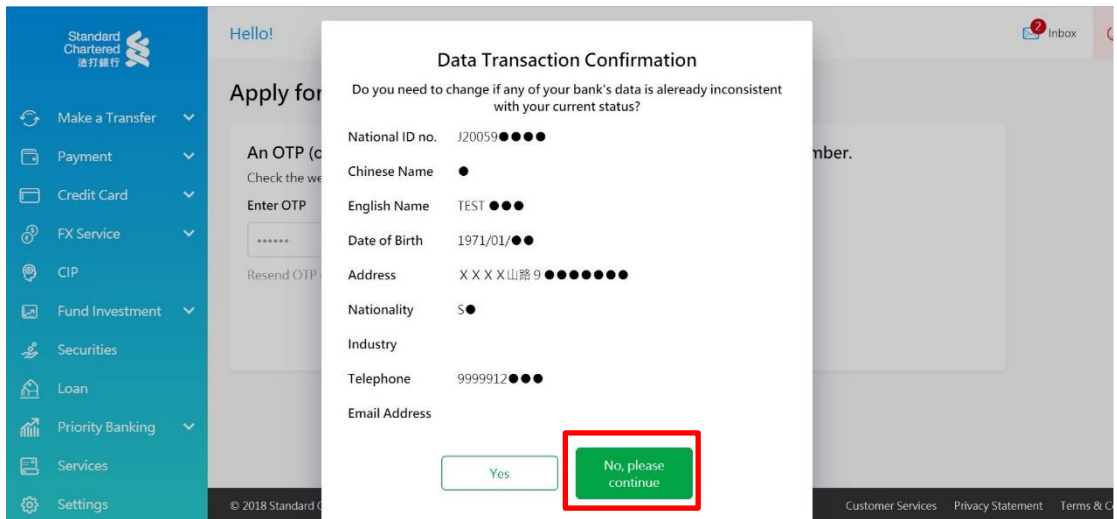 Standard
Chartered
渣打銀行
Make a Transfer
Payment
Credit Card
FX Service
CIP
Fund Investment
Securities
Loan
Priority Banking
Services
Settings
Hello!
2
Inbox
Apply for
An OTP (o
mber.
Check the we
Enter OTP
Resend OTP
Data Transaction Confirmation
Do you need to change if any of your bank's data is aleready inconsistent
with your current status?
National ID no. J20059●●●●
Chinese Name ●
English Name TEST ●●●
Date of Birth 1971/01/●●
Address ＸＸＸＸ山路９●●●●●●●
Nationality S●
Industry
Telephone 9999912●●●
Email Address
Yes
No, please
continue
© 2018 Standard C
Customer Services Privacy Statement Terms & C